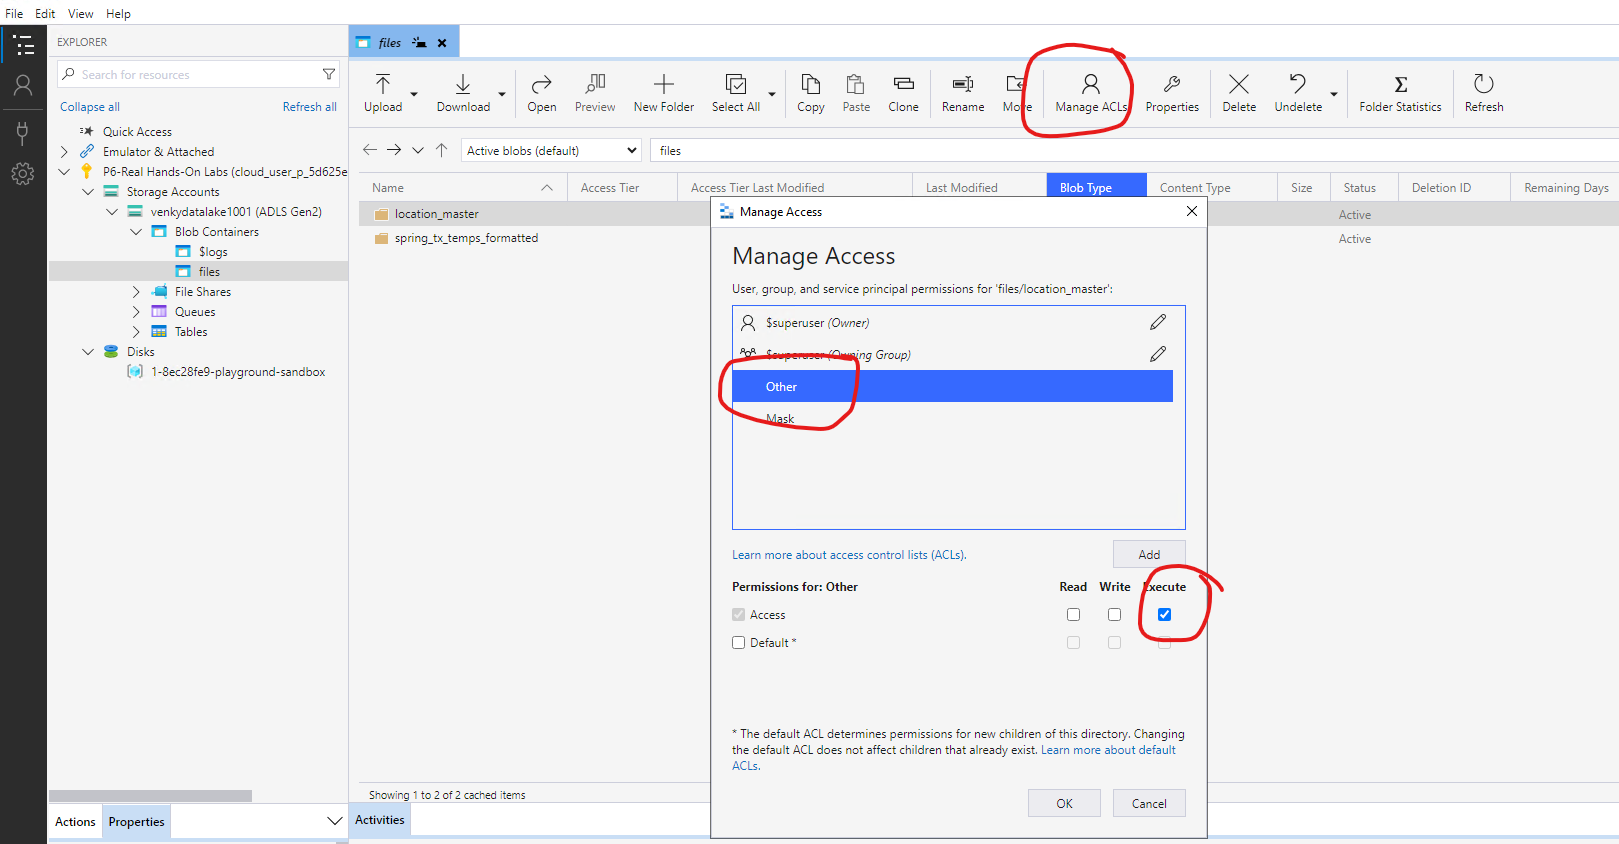 File Edit View Help
EXPLORER
Search for resources
Collapse all Refresh all
Quick Access
Emulator & Attached
P6-Real Hands-On Labs (cloud_user_p_5d625e
Storage Accounts
venkydatalake1001 (ADLS Gen2)
Blob Containers
$logs
files
File Shares
Queues
Tables
Disks
1-8ec28fe9-playground-sandbox
Actions Properties
files
Upload Download Open Preview New Folder Select All Copy Paste Clone Rename Move Manage ACLs Properties Delete Undelete Folder Statistics Refresh
Active blobs (default) files
Name Access Tier Access Tier Last Modified Last Modified Blob Type Content Type Size Status Deletion ID Remaining Days
location_master Active
spring_tx_temps_formatted Active
Showing 1 to 2 of 2 cached items
Activities
Manage Access
Manage Access
User, group, and service principal permissions for 'files/location_master':
$superuser (Owner)
$superuser (Owning Group)
Other
Mask
Learn more about access control lists (ACLs).
Add
Permissions for: Other Read Write Execute
Access
Default *
* The default ACL determines permissions for new children of this directory. Changing
the default ACL does not affect children that already exist. Learn more about default
ACLs.
OK Cancel